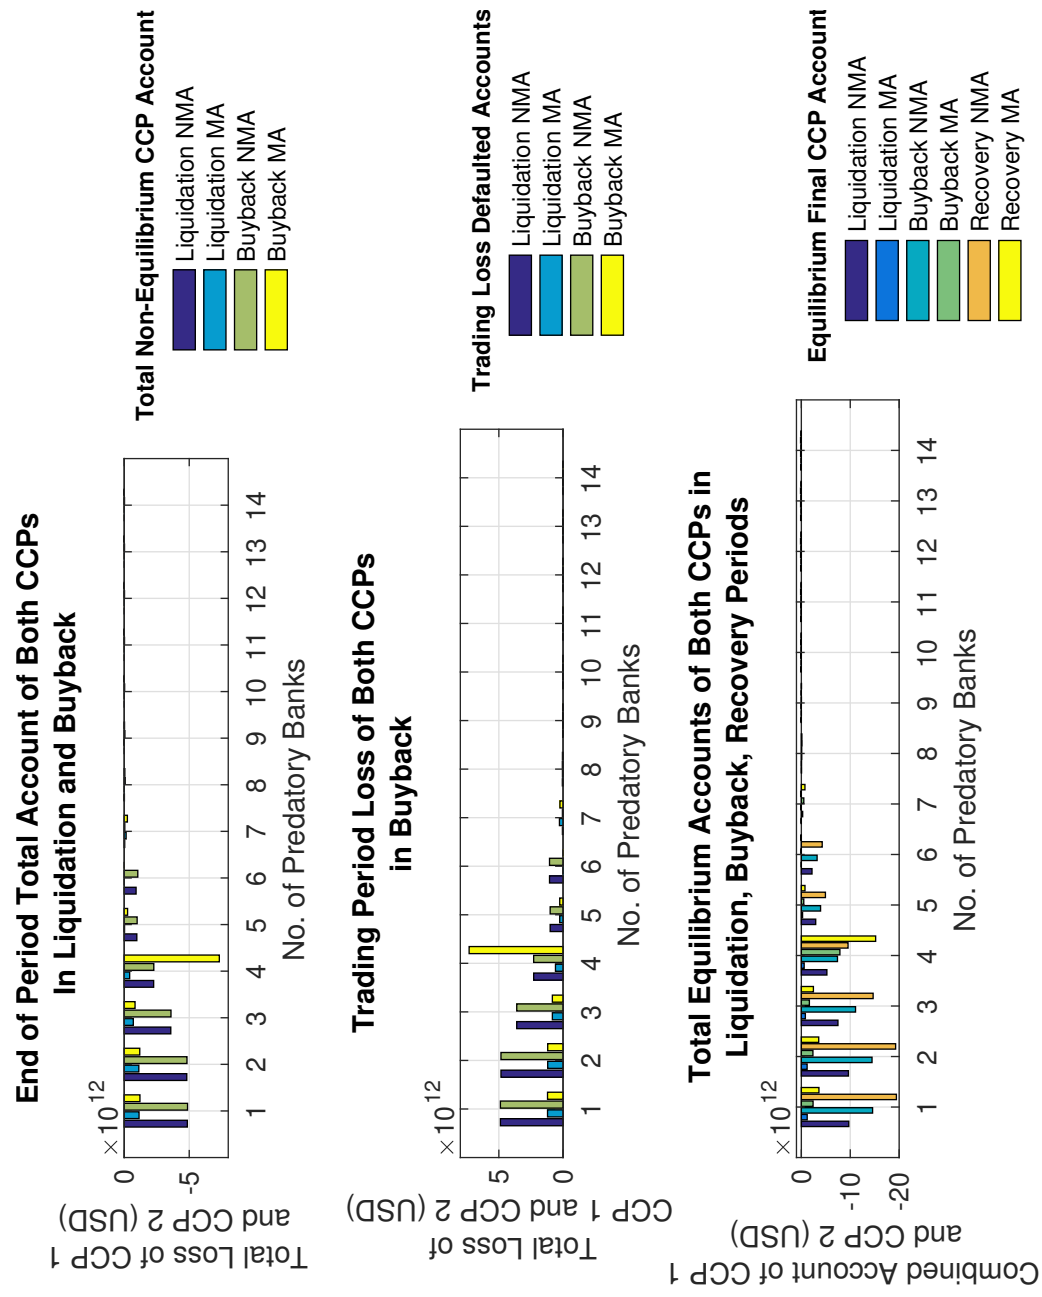 End of Period Total Account of Both CCPs
In Liquidation and Buyback
×10^12
0
-5
Total Loss of CCP 1
and CCP 2 (USD)
1 2 3 4 5 6 7 8 9 10 11 12 13 14
No. of Predatory Banks
Total Non-Equilibrium CCP Account
Liquidation NMA
Liquidation MA
Buyback NMA
Buyback MA
Trading Period Loss of Both CCPs
in Buyback
×10^12
5
0
Total Loss of
CCP 1 and CCP 2 (USD)
1 2 3 4 5 6 7 8 9 10 11 12 13 14
No. of Predatory Banks
Trading Loss Defaulted Accounts
Liquidation NMA
Liquidation MA
Buyback NMA
Buyback MA
Total Equilibrium Accounts of Both CCPs in
Liquidation, Buyback, Recovery Periods
×10^12
0
-10
-20
Combined Account of CCP 1
and CCP 2 (USD)
1 2 3 4 5 6 7 8 9 10 11 12 13 14
No. of Predatory Banks
Equilibrium Final CCP Account
Liquidation NMA
Liquidation MA
Buyback NMA
Buyback MA
Recovery NMA
Recovery MA